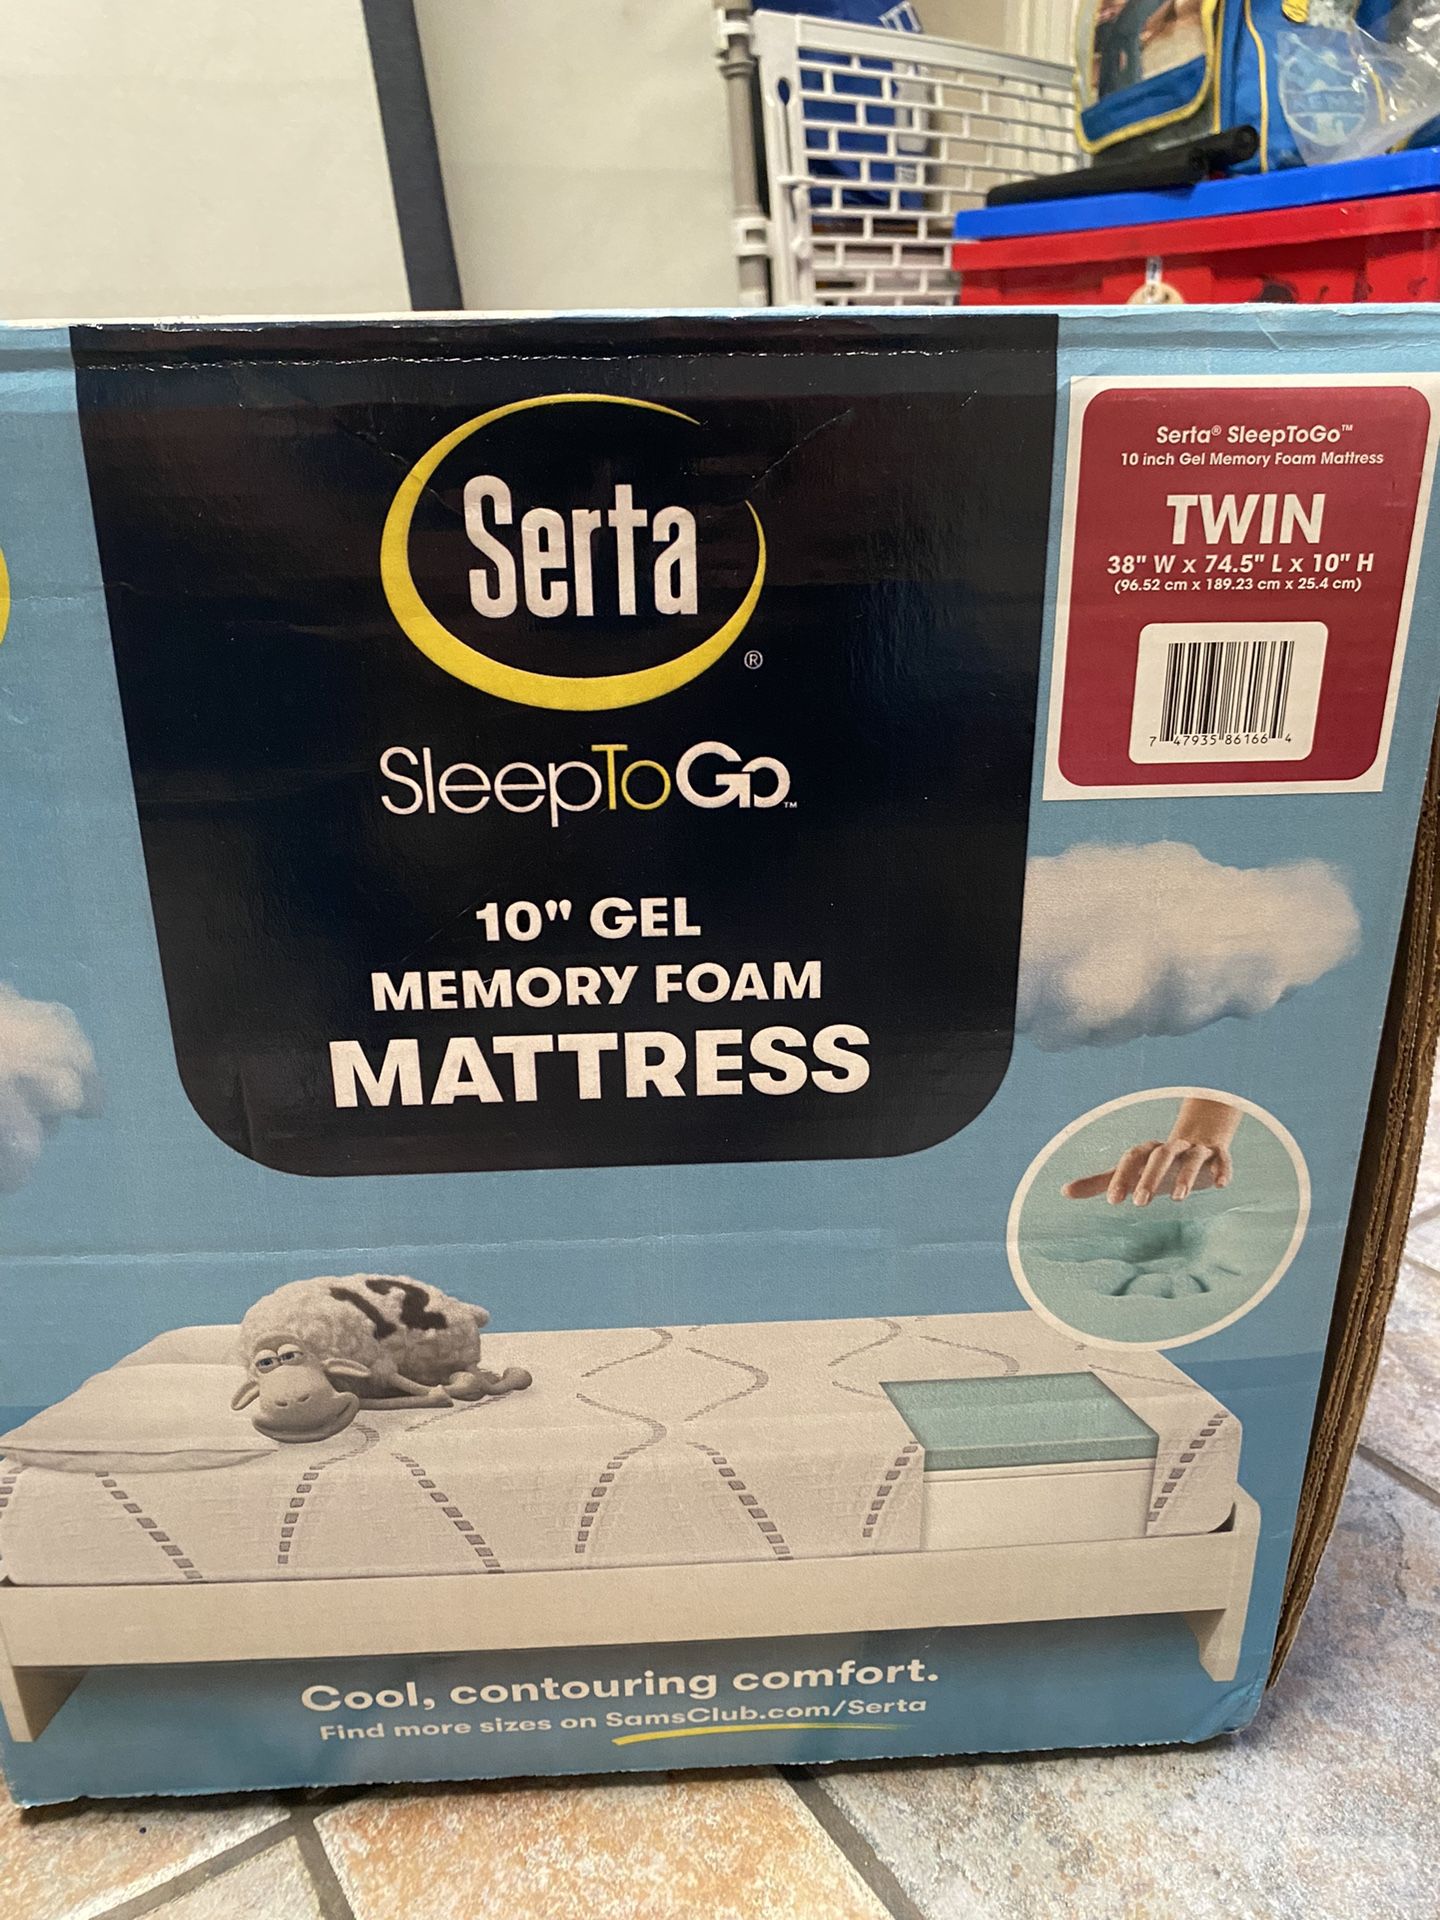 Serta®
SleepToGo™
10" GEL
MEMORY FOAM
MATTRESS
Serta® SleepToGo™
10 inch Gel Memory Foam Mattress
TWIN
38" W x 74.5" L x 10" H
(96.52 cm x 189.23 cm x 25.4 cm)
7 47935 86166 4
12
Cool, contouring comfort.
Find more sizes on SamsClub.com/Serta